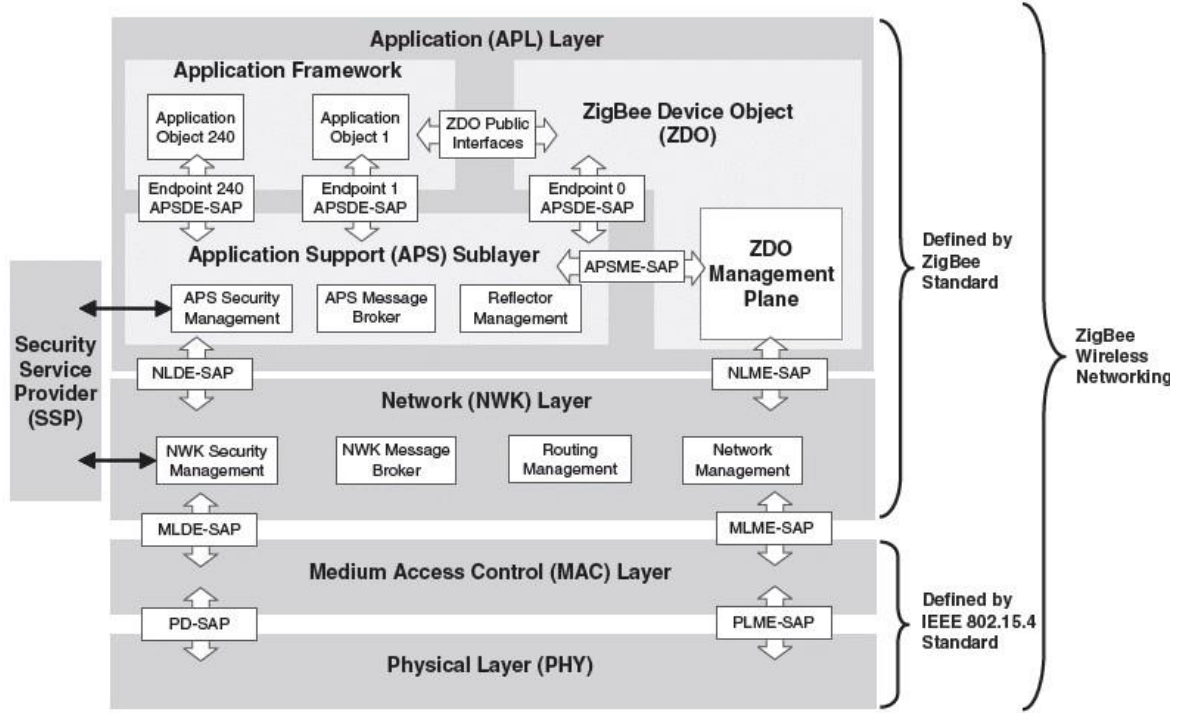 Application (APL) Layer
Application Framework
Application
Object 240
Application
Object 1
ZDO Public
Interfaces
ZigBee Device Object
(ZDO)
Endpoint 240
APSDE-SAP
Endpoint 1
APSDE-SAP
Endpoint 0
APSDE-SAP
Application Support (APS) Sublayer
APSME-SAP
ZDO
Management
Plane
APS Security
Management
APS Message
Broker
Reflector
Management
Security
Service
Provider
(SSP)
NLDE-SAP
NLME-SAP
Network (NWK) Layer
NWK Security
Management
NWK Message
Broker
Routing
Management
Network
Management
MLDE-SAP
MLME-SAP
Medium Access Control (MAC) Layer
PD-SAP
PLME-SAP
Physical Layer (PHY)
Defined by
ZigBee
Standard
Defined by
IEEE 802.15.4
Standard
ZigBee
Wireless
Networking